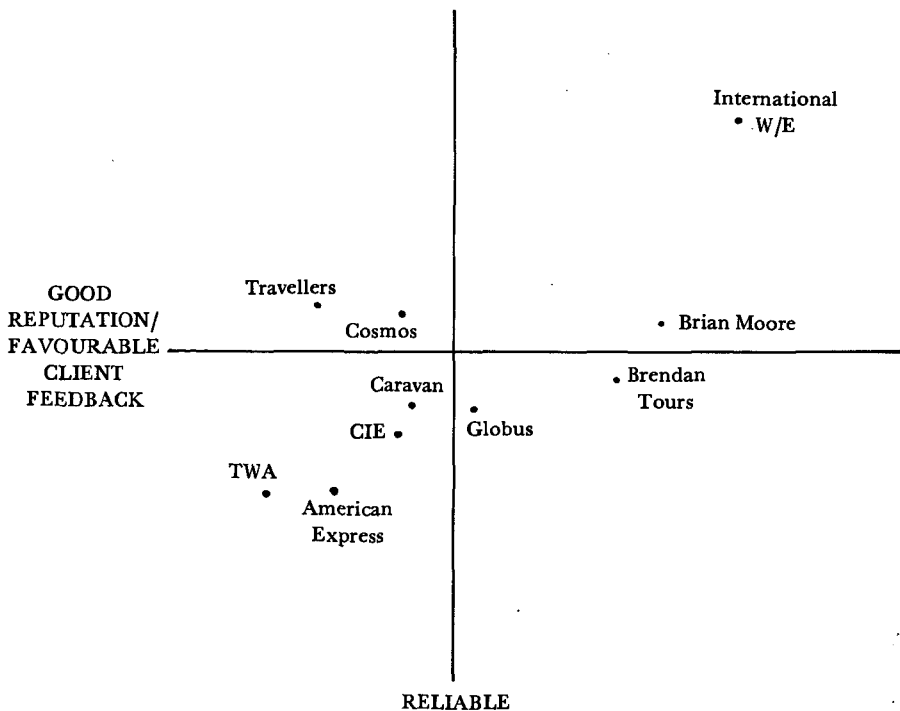 International
W/E
Travellers
Cosmos
GOOD
REPUTATION/
FAVOURABLE
CLIENT
FEEDBACK
Brian Moore
Caravan
Brendan
Tours
CIE
Globus
TWA
American
Express
RELIABLE